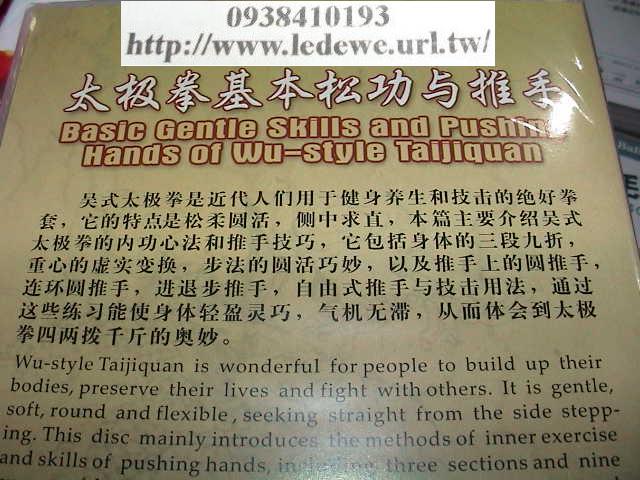 0938410193
http://www.ledewe.url.tw/
太极拳基本松功与推手
Basic Gentle Skills and Pushing
Hands of Wu-style Taijiquan
吴式太极拳是近代人们用于健身养生和技击的绝好拳
套，它的特点是松柔圆活，侧中求直，本篇主要介绍吴式
太极拳的内功心法和推手技巧，它包括身体的三段九折，
重心的虚实变换，步法的圆活巧妙，以及推手上的圆推手，
连环圆推手，进退步推手，自由式推手与技击用法，通过
这些练习能使身体轻盈灵巧，气机无滞，从而体会到太极
拳四两拨千斤的奥妙。
Wu-style Taijiquan is wonderful for people to build up their
bodies, preserve their lives and fight with others. It is gentle,
soft, round and flexible, seeking straight from the side stepp-
ing. This disc mainly introduces the methods of inner exercise
and skills of pushing hands, including three sections and nine